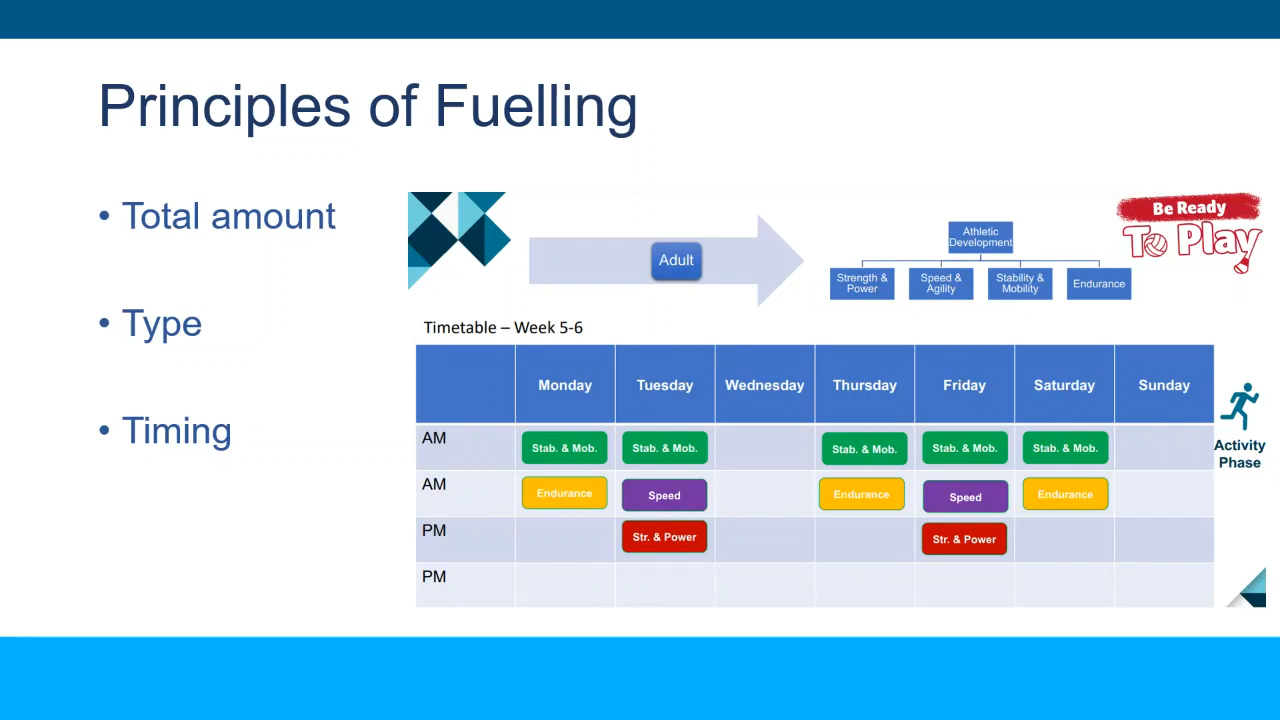 Principles of Fuelling
• Total amount
• Type
• Timing
Adult
Athletic
Development
Strength &
Power
Speed &
Agility
Stability &
Mobility
Endurance
Be Ready
To Play
Timetable – Week 5-6
Monday Tuesday Wednesday Thursday Friday Saturday Sunday
AM Stab. & Mob. Stab. & Mob. Stab. & Mob. Stab. & Mob. Stab. & Mob.
AM Endurance Speed Endurance Speed Endurance
PM Str. & Power Str. & Power
PM
Activity
Phase